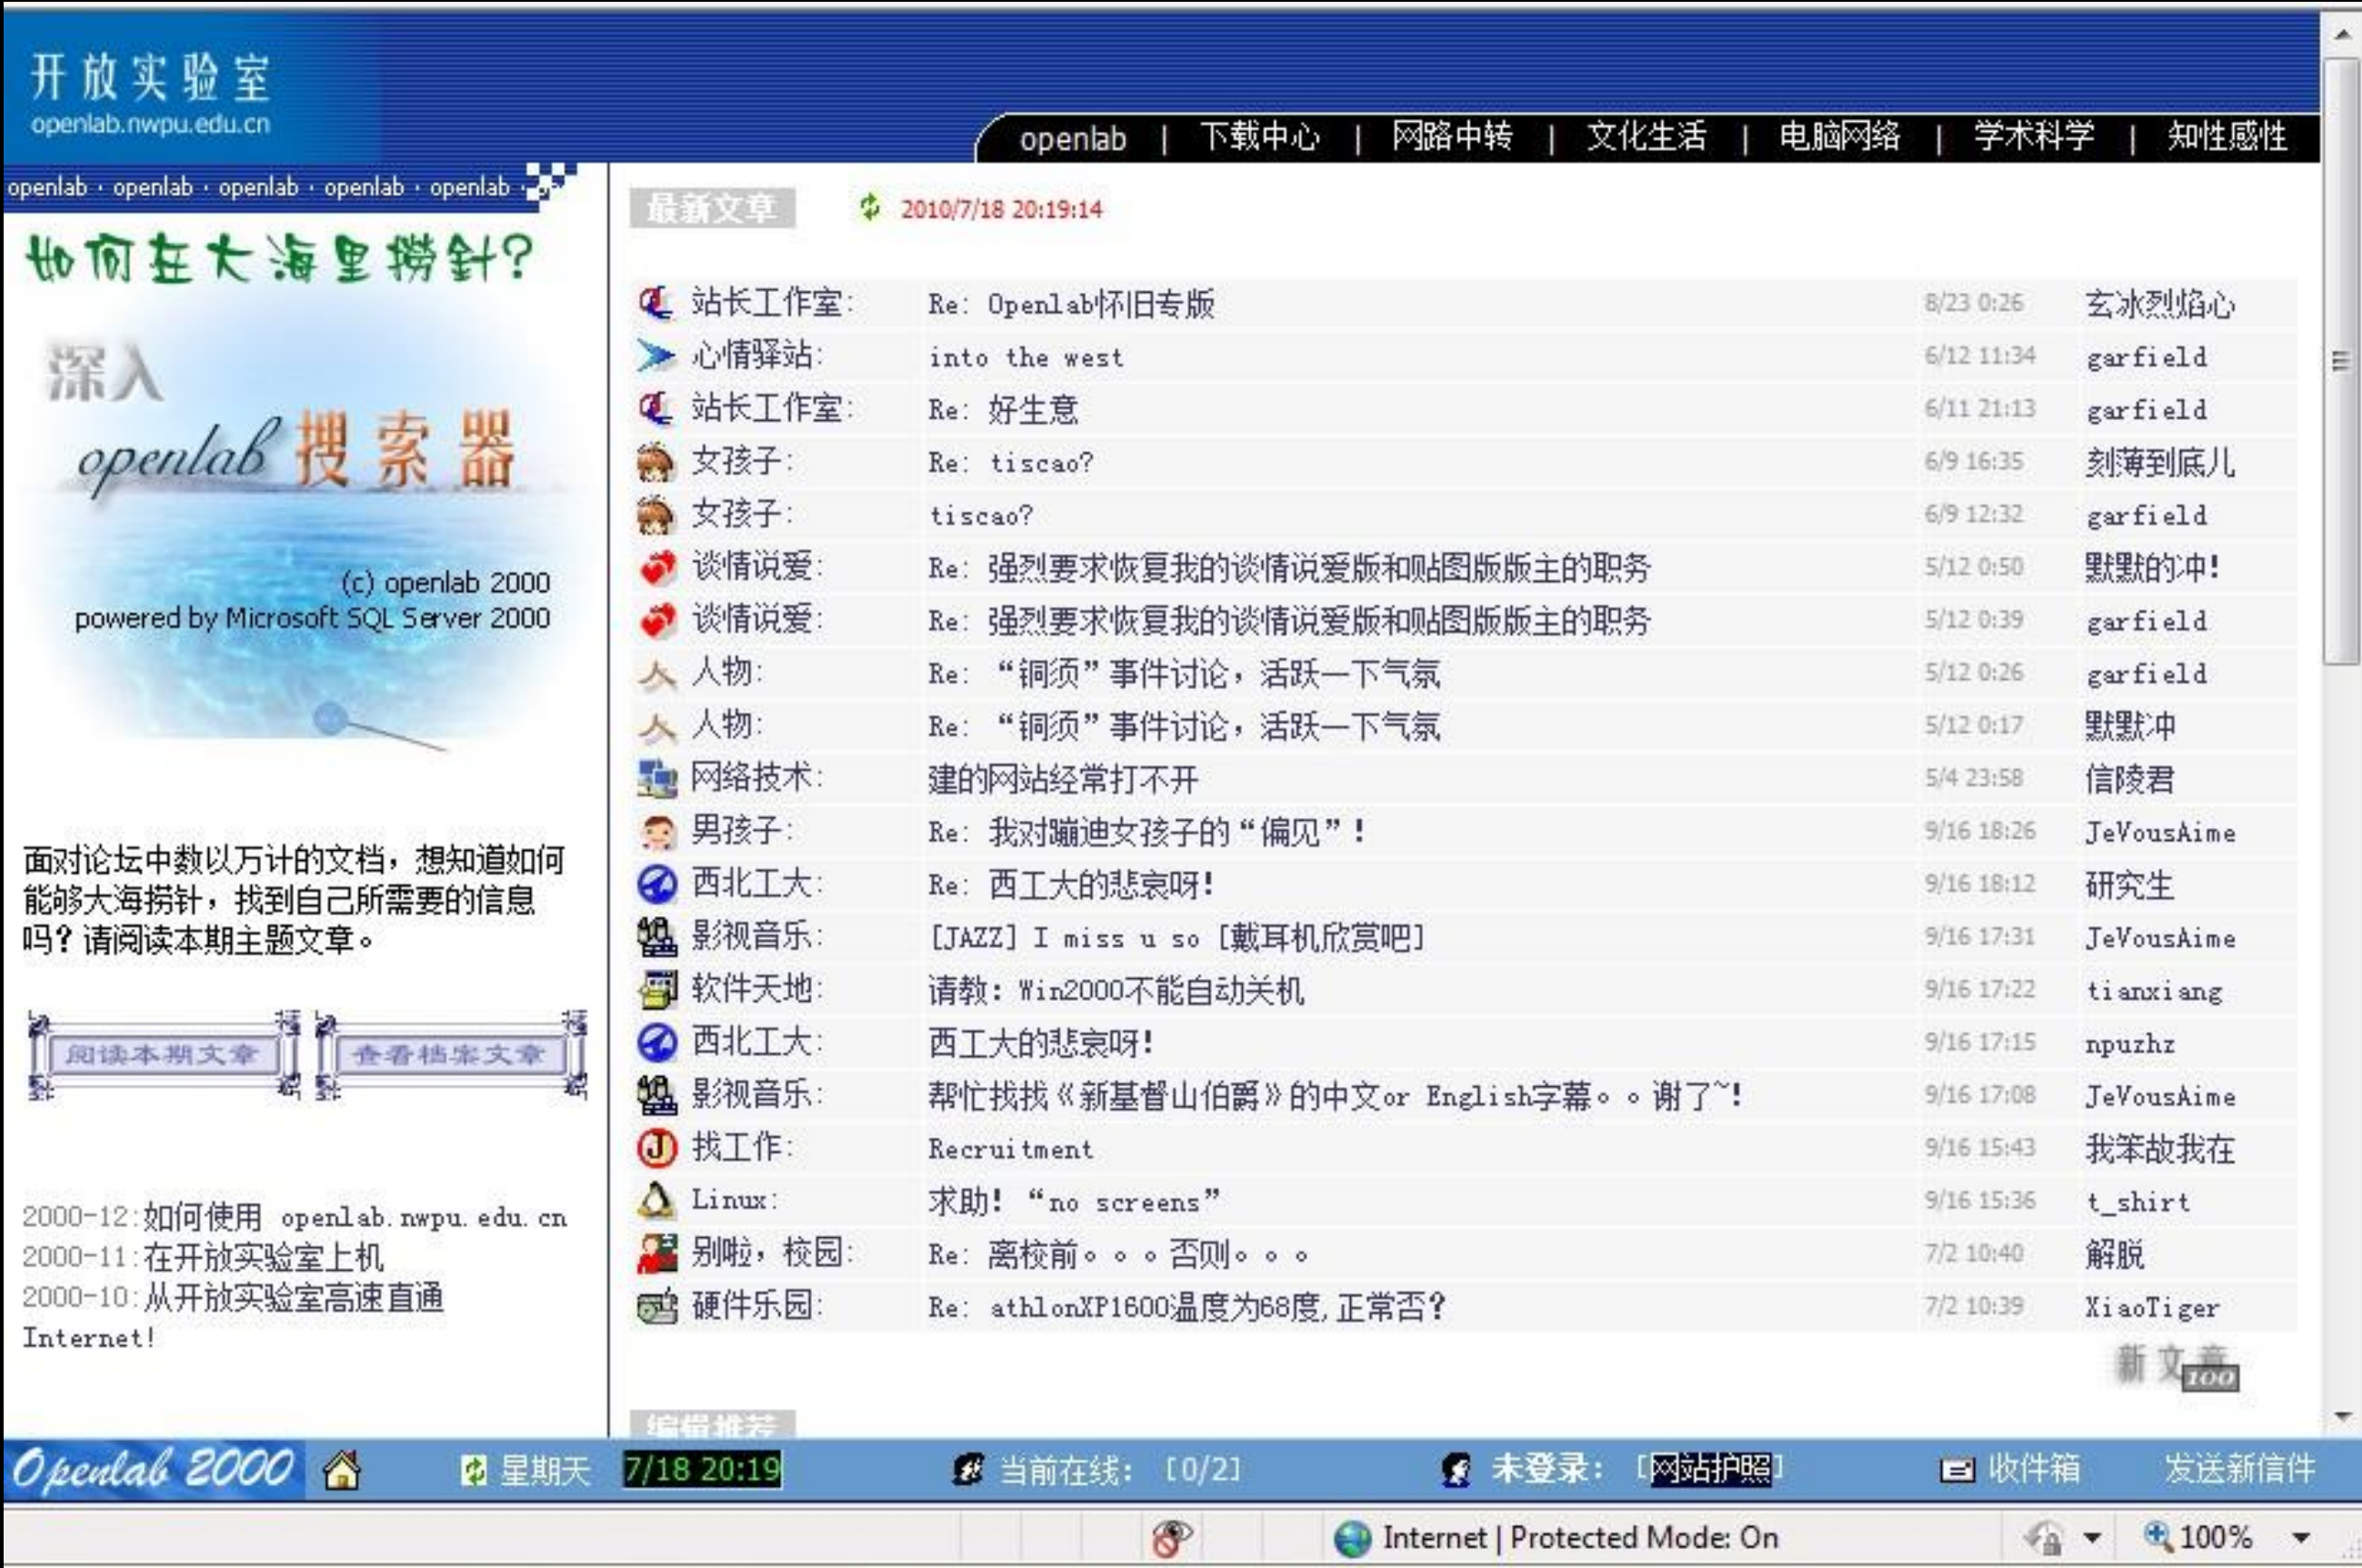 开放实验室
openlab.nwpu.edu.cn
openlab | 下载中心 | 网路中转 | 文化生活 | 电脑网络 | 学术科学 | 知性感性
openlab · openlab · openlab · openlab · openlab ·
如何在大海里撈針?
深入
openlab 搜索器
(c) openlab 2000
powered by Microsoft SQL Server 2000
面对论坛中数以万计的文档，想知道如何
能够大海捞针，找到自己所需要的信息
吗？请阅读本期主题文章。
阅读本期文章 查看档案文章
2000-12:如何使用 openlab.nwpu.edu.cn
2000-11:在开放实验室上机
2000-10:从开放实验室高速直通
Internet!
最新文章 2010/7/18 20:19:14
站长工作室: Re: Openlab怀旧专版 8/23 0:26 玄冰烈焰心
心情驿站: into the west 6/12 11:34 garfield
站长工作室: Re: 好生意 6/11 21:13 garfield
女孩子: Re: tiscao? 6/9 16:35 刻薄到底儿
女孩子: tiscao? 6/9 12:32 garfield
谈情说爱: Re: 强烈要求恢复我的谈情说爱版和贴图版版主的职务 5/12 0:50 默默的冲!
谈情说爱: Re: 强烈要求恢复我的谈情说爱版和贴图版版主的职务 5/12 0:39 garfield
人物: Re: “铜须”事件讨论，活跃一下气氛 5/12 0:26 garfield
人物: Re: “铜须”事件讨论，活跃一下气氛 5/12 0:17 默默冲
网络技术: 建的网站经常打不开 5/4 23:58 信陵君
男孩子: Re: 我对蹦迪女孩子的“偏见”! 9/16 18:26 JeVousAime
西北工大: Re: 西工大的悲哀呀! 9/16 18:12 研究生
影视音乐: [JAZZ] I miss u so [戴耳机欣赏吧] 9/16 17:31 JeVousAime
软件天地: 请教: Win2000不能自动关机 9/16 17:22 tianxiang
西北工大: 西工大的悲哀呀! 9/16 17:15 npuzhz
影视音乐: 帮忙找找《新基督山伯爵》的中文or English字幕。。谢了~! 9/16 17:08 JeVousAime
找工作: Recruitment 9/16 15:43 我笨故我在
Linux: 求助! “no screens” 9/16 15:36 t_shirt
别啦，校园: Re: 离校前。。。否则。。。 7/2 10:40 解脱
硬件乐园: Re: athlonXP1600温度为68度,正常否? 7/2 10:39 XiaoTiger
新文章 100
编辑推荐
Openlab 2000 星期天 7/18 20:19 当前在线: [0/2] 未登录: [网站护照] 收件箱 发送新信件
Internet | Protected Mode: On 100%